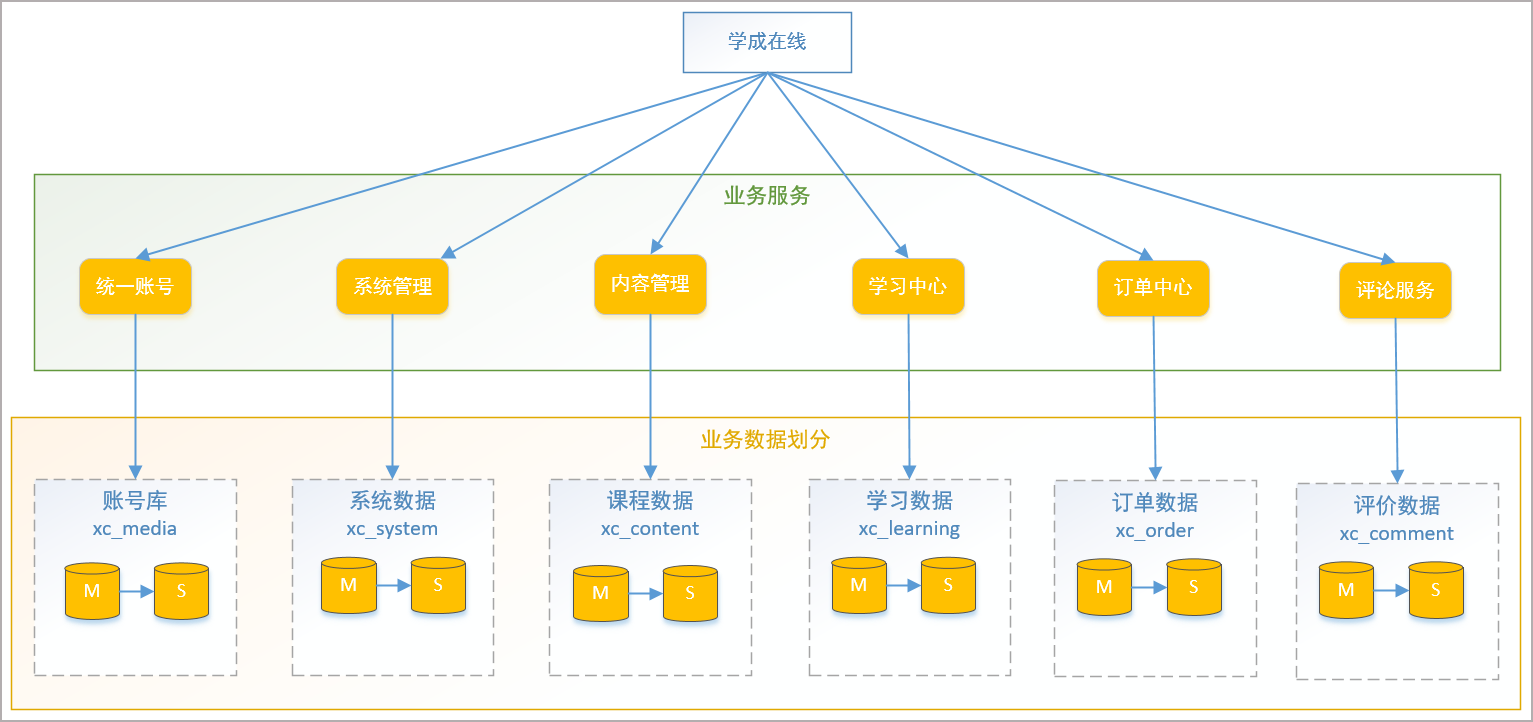 学成在线
业务服务
统一账号
系统管理
内容管理
学习中心
订单中心
评论服务
业务数据划分
账号库
xc_media
M
S
系统数据
xc_system
M
S
课程数据
xc_content
M
S
学习数据
xc_learning
M
S
订单数据
xc_order
M
S
评价数据
xc_comment
M
S